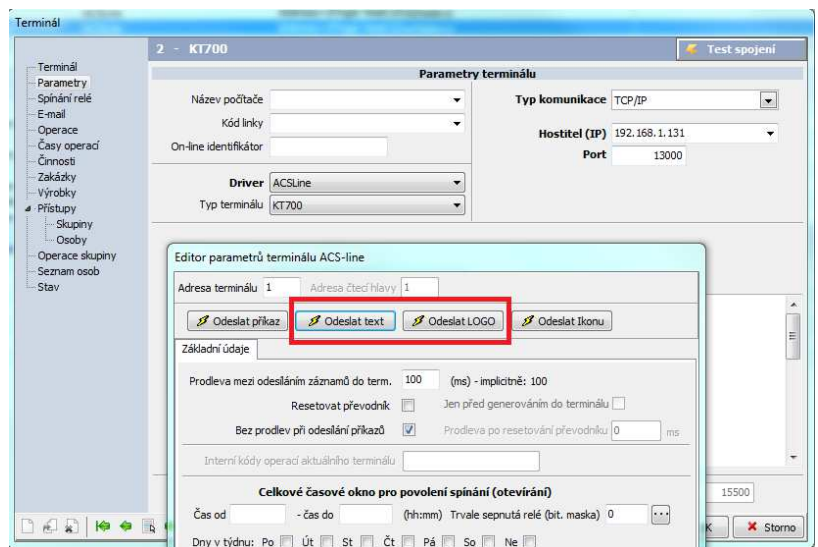 Terminál
2 - KT700
Test spojení
Terminál
Parametry
Spínání relé
E-mail
Operace
Časy operací
Činnosti
Zakázky
Výrobky
Přístupy
Skupiny
Osoby
Operace skupiny
Seznam osob
Stav
Parametry terminálu
Název počítače
Typ komunikace TCP/IP
Kód linky
Hostitel (IP) 192.168.1.131
On-line identifikátor
Port 13000
Driver ACSLine
Typ terminálu KT700
Editor parametrů terminálu ACS-line
Adresa terminálu 1 Adresa čtecí hlavy 1
Odeslat příkaz Odeslat text Odeslat LOGO Odeslat Ikonu
Základní údaje
Prodleva mezi odesíláním záznamů do term. 100 (ms) - implicitně: 100
Resetovat převodník Jen před generováním do terminálu
Bez prodlev při odesílání příkazů Prodleva po resetování převodníku 0 ms
Interní kódy operací aktuálního terminálu
Celkové časové okno pro povolení spínání (otevírání)
Čas od - čas do (hh:mm) Trvale sepnutá relé (bit. maska) 0 ...
Dny v týdnu: Po Út St Čt Pá So Ne
15500
K Storno